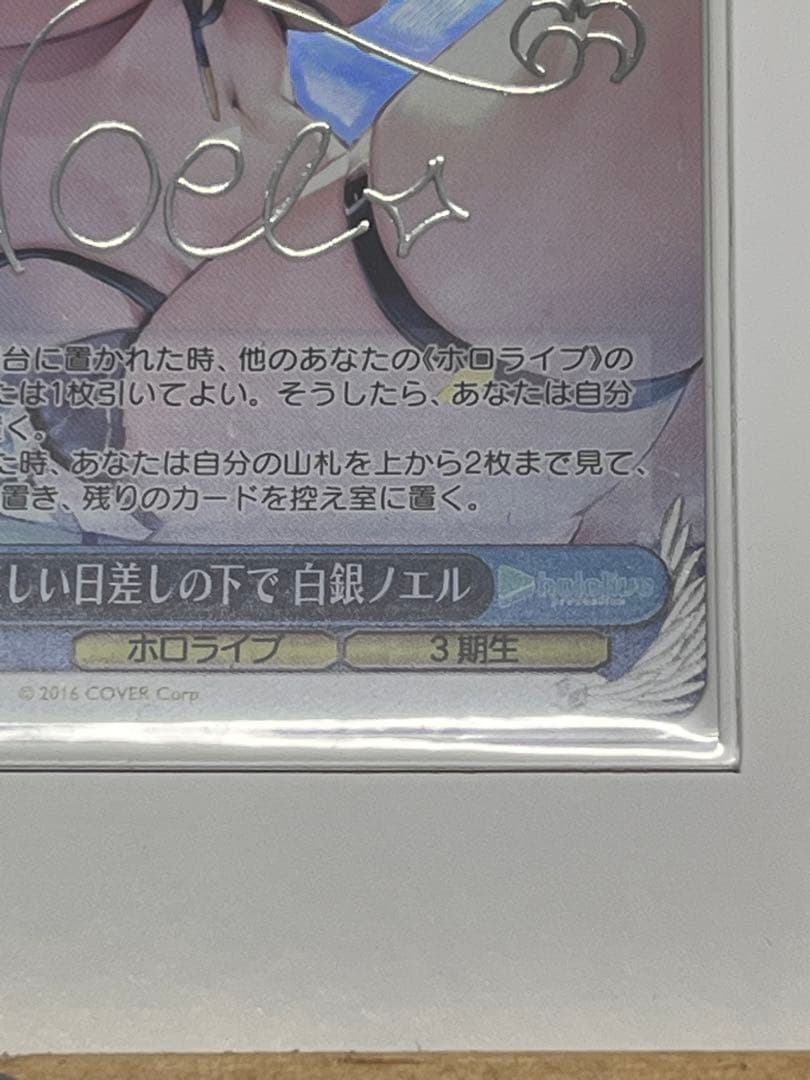 Noel
台に置かれた時、他のあなたの《ホロライブ》の
たは1枚引いてよい。そうしたら、あなたは自分
く。
た時、あなたは自分の山札を上から2枚まで見て、
置き、残りのカードを控え室に置く。
しい日差しの下で 白銀ノエル
hololive
production
ホロライブ
3期生
© 2016 COVER Corp.